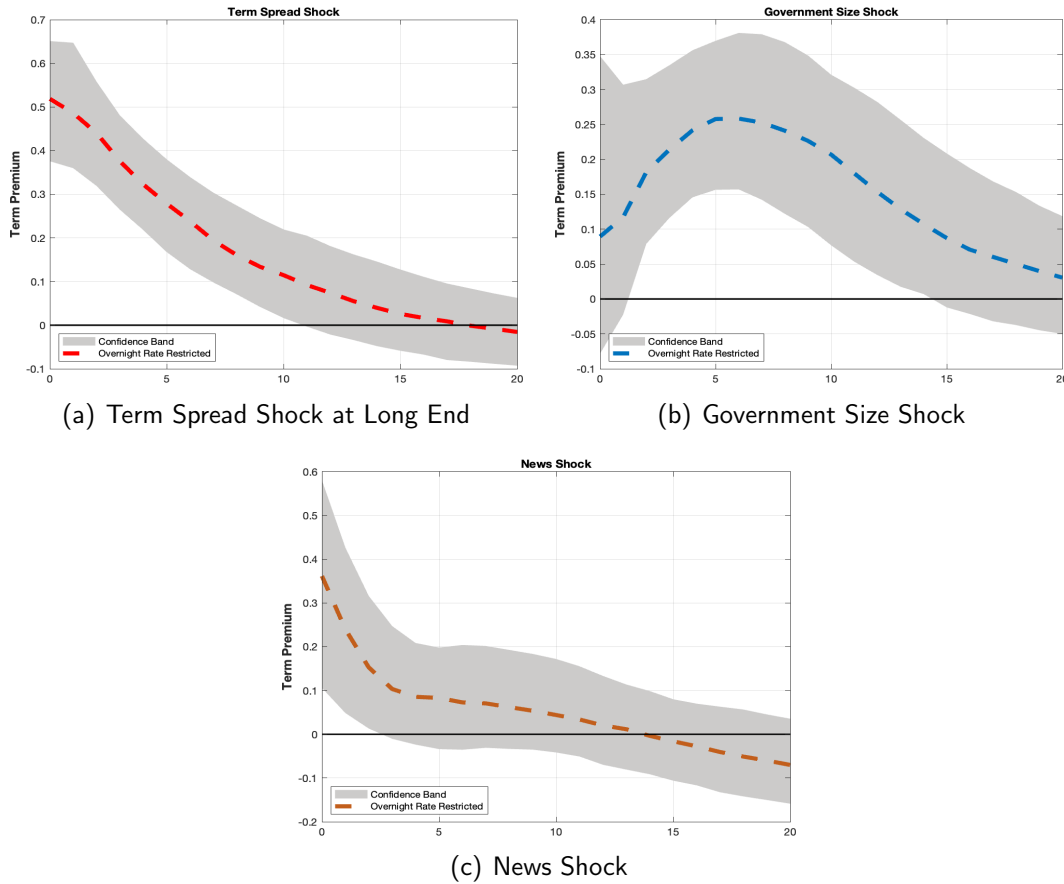 Term Spread Shock
0.7
0.6
0.5
0.4
0.3
0.2
0.1
0
-0.1
Term Premium
Confidence Band
Overnight Rate Restricted
0 5 10 15 20
(a) Term Spread Shock at Long End
Government Size Shock
0.4
0.35
0.3
0.25
0.2
0.15
0.1
0.05
0
-0.05
-0.1
Term Premium
Confidence Band
Overnight Rate Restricted
0 5 10 15 20
(b) Government Size Shock
News Shock
0.6
0.5
0.4
0.3
0.2
0.1
0
-0.1
-0.2
Term Premium
Confidence Band
Overnight Rate Restricted
0 5 10 15 20
(c) News Shock